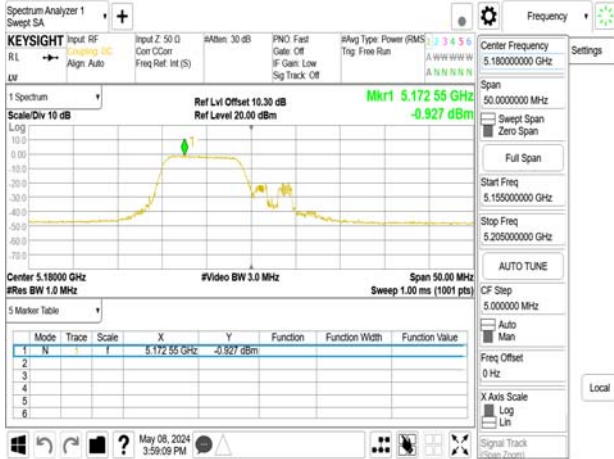 Spectrum Analyzer 1
Swept SA
Frequency
KEYSIGHT
Input: RF
Coupling: DC
Align: Auto
Input Z: 50 Ω
Corr CCorr
Freq Ref: Int (S)
#Atten: 30 dB
PNO: Fast
Gate: Off
IF Gain: Low
Sig Track: Off
#Avg Type: Power (RMS
Trig: Free Run
1 2 3 4 5 6
A W W W W W
A N N N N N
RL
Center Frequency
5.180000000 GHz
Settings
1 Spectrum
Scale/Div 10 dB
Ref Lvl Offset 10.30 dB
Ref Level 20.00 dBm
Mkr1 5.172 55 GHz
-0.927 dBm
Span
50.0000000 MHz
Swept Span
Zero Span
Full Span
Log
10.0
0.00
-10.0
-20.0
-30.0
-40.0
-50.0
-60.0
-70.0
1
Start Freq
5.155000000 GHz
Stop Freq
5.205000000 GHz
AUTO TUNE
Center 5.18000 GHz
#Res BW 1.0 MHz
#Video BW 3.0 MHz
Span 50.00 MHz
Sweep 1.00 ms (1001 pts)
CF Step
5.000000 MHz
Auto
Man
5 Marker Table
Mode Trace Scale X Y Function Function Width Function Value
1 N 1 f 5.172 55 GHz -0.927 dBm
2
3
4
5
6
Freq Offset
0 Hz
X Axis Scale
Log
Lin
Local
May 08, 2024
3:59:09 PM
Signal Track
(Span Zoom)